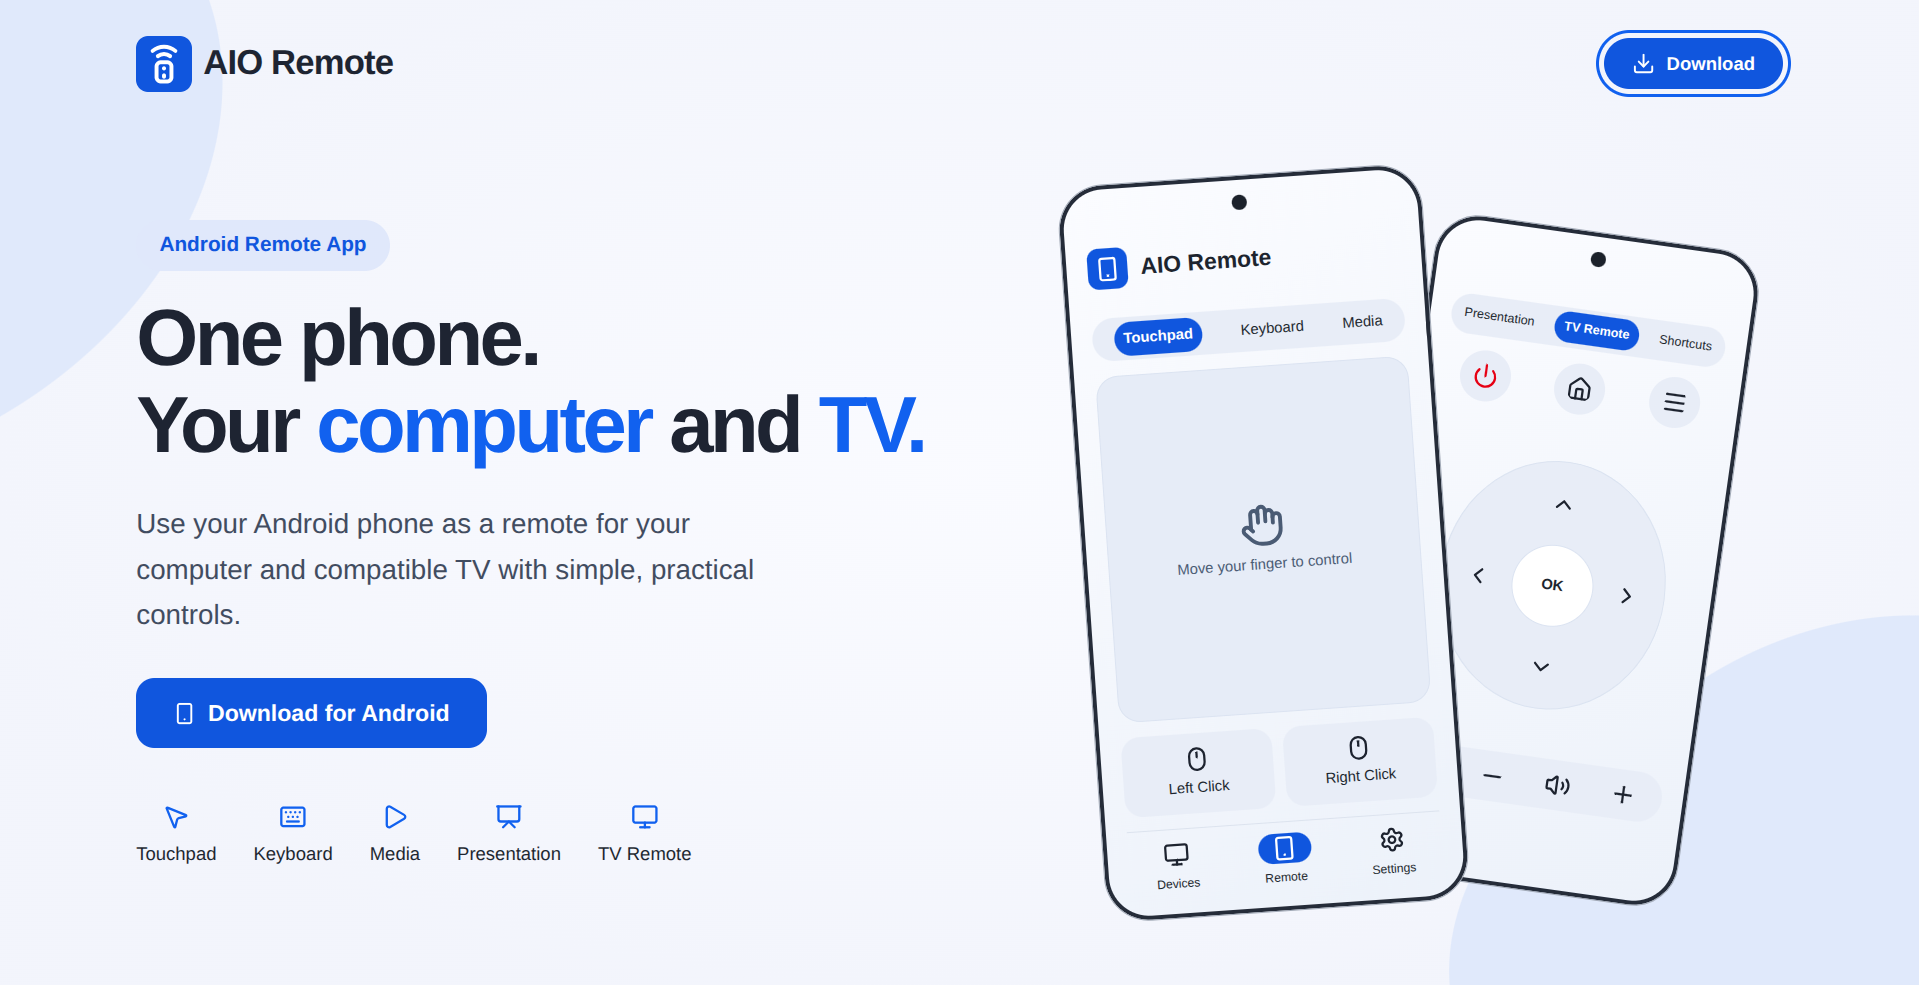 AIO Remote
Download
Android Remote App
One phone.
Your computer and TV.
Use your Android phone as a remote for your
computer and compatible TV with simple, practical
controls.
Download for Android
Touchpad
Keyboard
Media
Presentation
TV Remote
AIO Remote
Touchpad
Keyboard
Media
Move your finger to control
Left Click
Right Click
Devices
Remote
Settings
Presentation
TV Remote
Shortcuts
OK